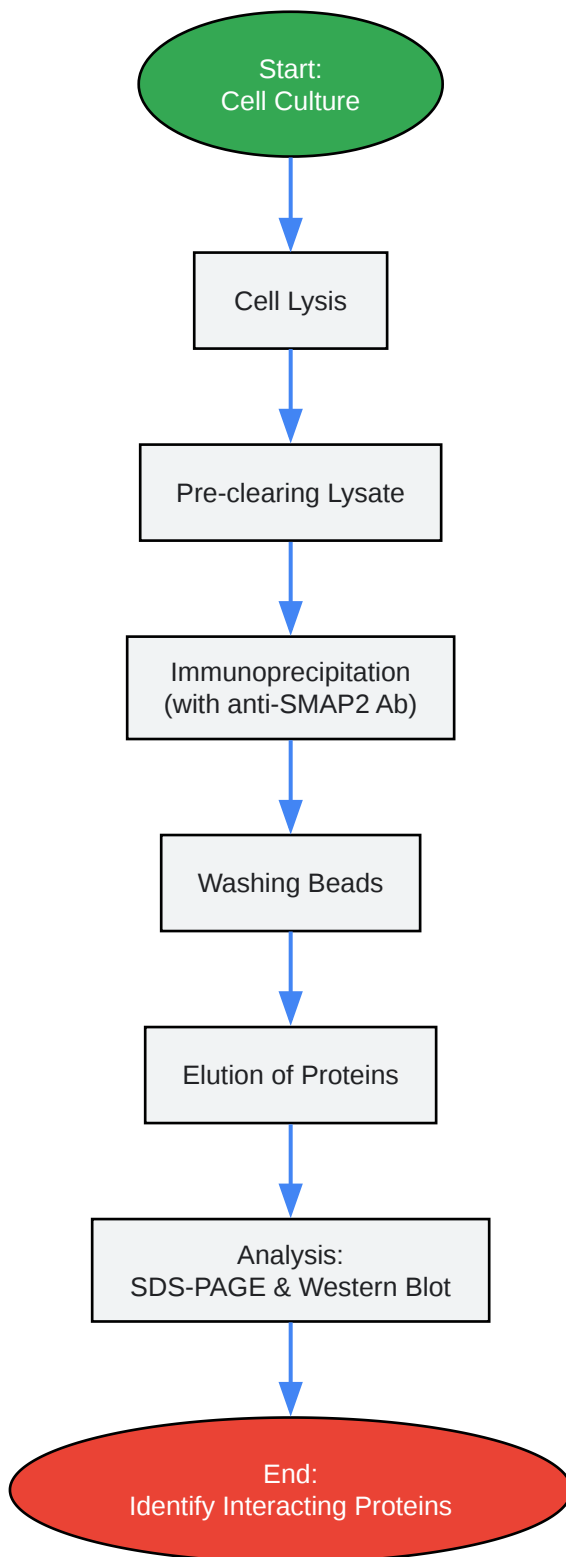 Start:
Cell Culture
Cell Lysis
Pre-clearing Lysate
Immunoprecipitation
(with anti-SMAP2 Ab)
Washing Beads
Elution of Proteins
Analysis:
SDS-PAGE & Western Blot
End:
Identify Interacting Proteins